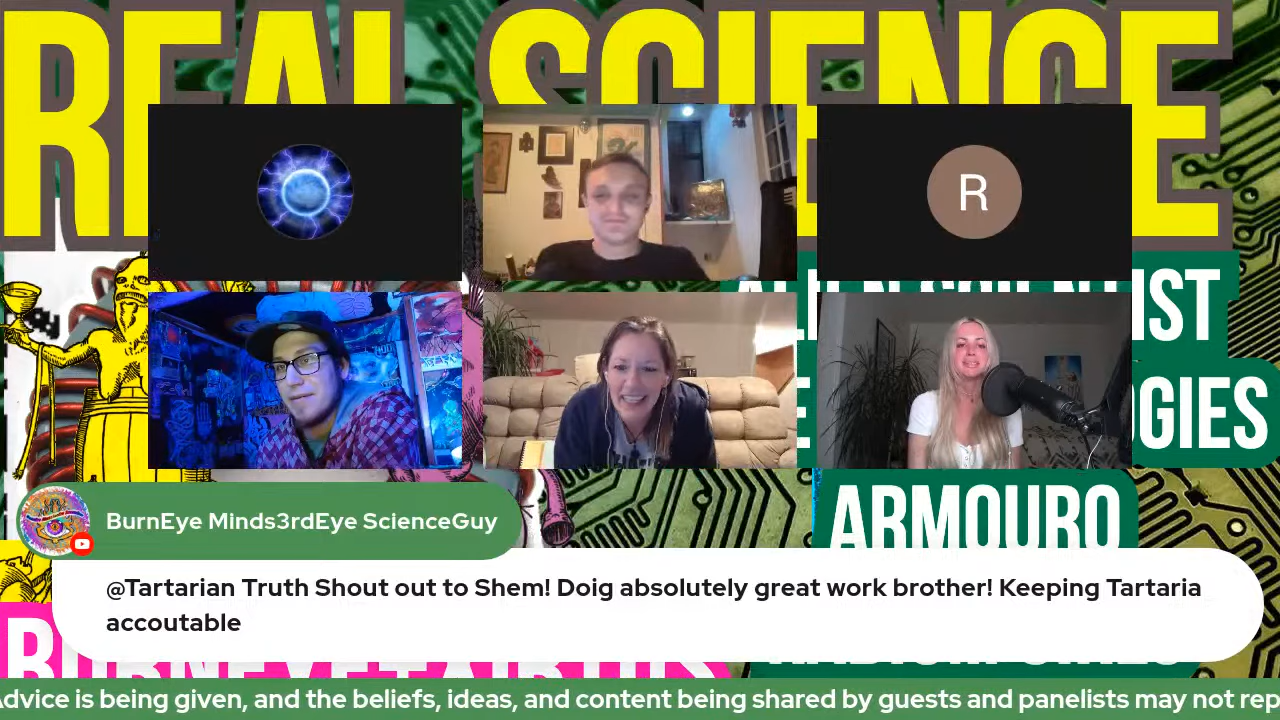 REAL SCIENCE
R
IST
OGIES
ARMOURO
BurnEye Minds3rdEye ScienceGuy
@Tartarian Truth Shout out to Shem! Doig absolutely great work brother! Keeping Tartaria
accoutable
Advice is being given, and the beliefs, ideas, and content being shared by guests and panelists may not rep